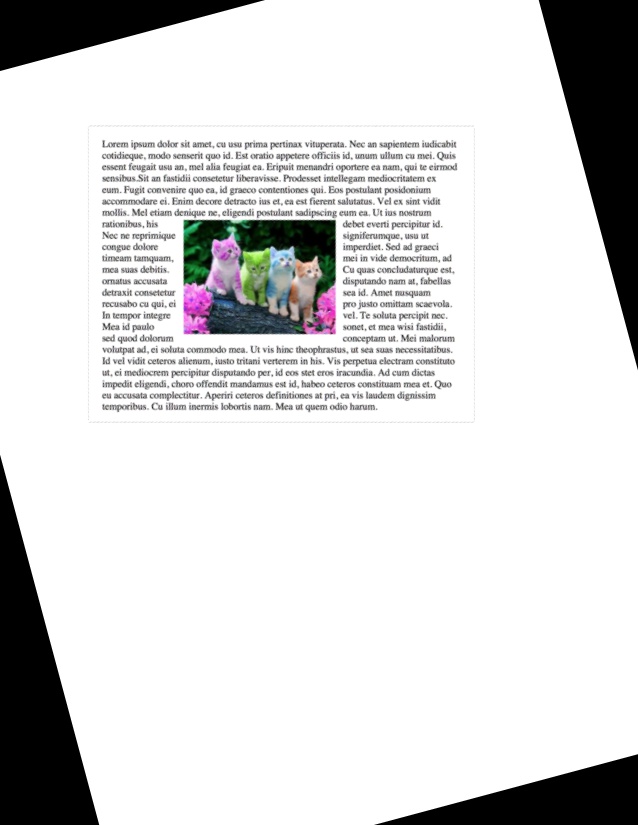 Lorem ipsum dolor sit amet, cu usu prima pertinax vituperata. Nec an sapientem iudicabit
cotidieque, modo senserit quo id. Est oratio appetere officiis id, unum ullum cu mei. Quis
essent feugait usu an, mel alia feugiat ea. Eripuit menandri oportere ea nam, qui te eirmod
sensibus.Sit an fastidii consetetur liberavisse. Prodesset intellegam mediocritatem ex
eum. Fugit convenire quo ea, id graeco contentiones qui. Eos postulant posidonium
accommodare ei. Enim decore detracto ius et, ea est fierent salutatus. Vel ex sint vidit
mollis. Mel etiam denique ne, eligendi postulant sadipscing eum ea. Ut ius nostrum
rationibus, his debet everti percipitur id.
Nec ne reprimique signiferumque, usu ut
congue dolore imperdiet. Sed ad graeci
timeam tamquam, mei in vide democritum, ad
mea suas debitis. Cu quas concludaturque est,
ornatus accusata disputando nam at, fabellas
detraxit consetetur sea id. Amet nusquam
recusabo cu qui, ei pro justo omittam scaevola.
In tempor integre vel. Te soluta percipit nec.
Mea id paulo sonet, et mea wisi fastidii,
sed quod dolorum conceptam ut. Mei malorum
volutpat ad, ei soluta commodo mea. Ut vis hinc theophrastus, ut sea suas necessitatibus.
Id vel vidit ceteros alienum, iusto tritani verterem in his. Vis perpetua electram constituto
ut, ei mediocrem percipitur disputando per, id eos stet eros iracundia. Ad cum dictas
impedit eligendi, choro offendit mandamus est id, habeo ceteros constituam mea et. Quo
eu accusata complectitur. Aperiri ceteros definitiones at pri, ea vis laudem dignissim
temporibus. Cu illum inermis lobortis nam. Mea ut quem odio harum.